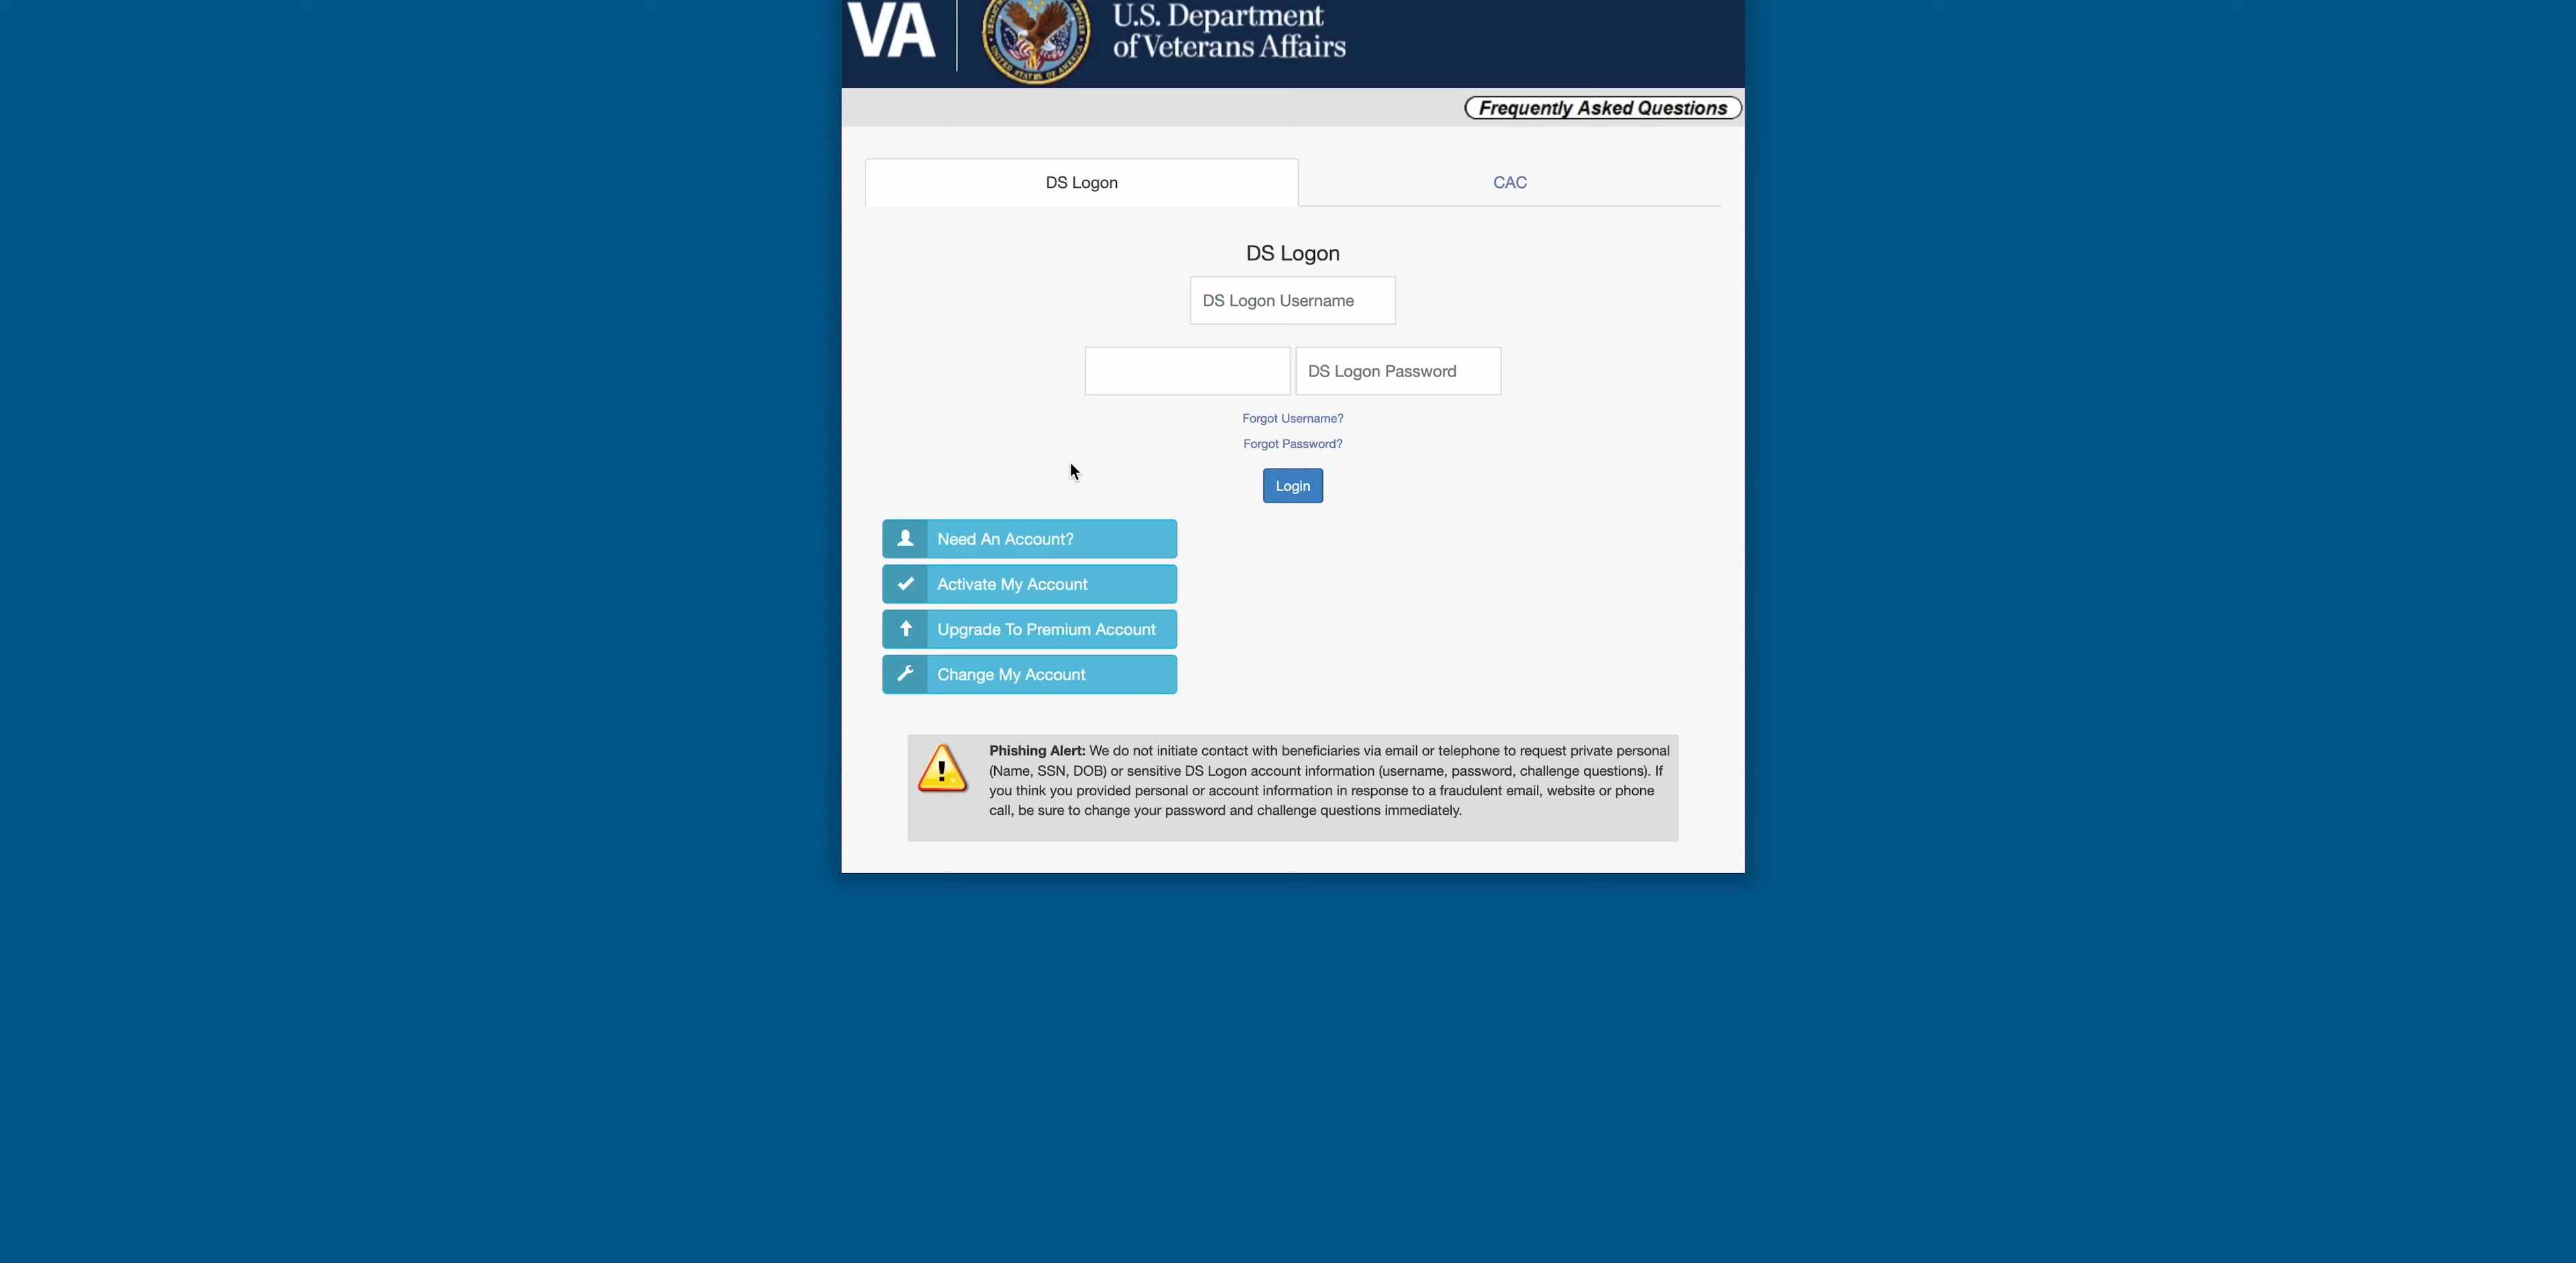 VA
U.S. Department
of Veterans Affairs
UNITED STATES OF AMERICA
Frequently Asked Questions
DS Logon
CAC
DS Logon
DS Logon Username
DS Logon Password
Forgot Username?
Forgot Password?
Login
Need An Account?
Activate My Account
Upgrade To Premium Account
Change My Account
Phishing Alert: We do not initiate contact with beneficiaries via email or telephone to request private personal
(Name, SSN, DOB) or sensitive DS Logon account information (username, password, challenge questions). If
you think you provided personal or account information in response to a fraudulent email, website or phone
call, be sure to change your password and challenge questions immediately.